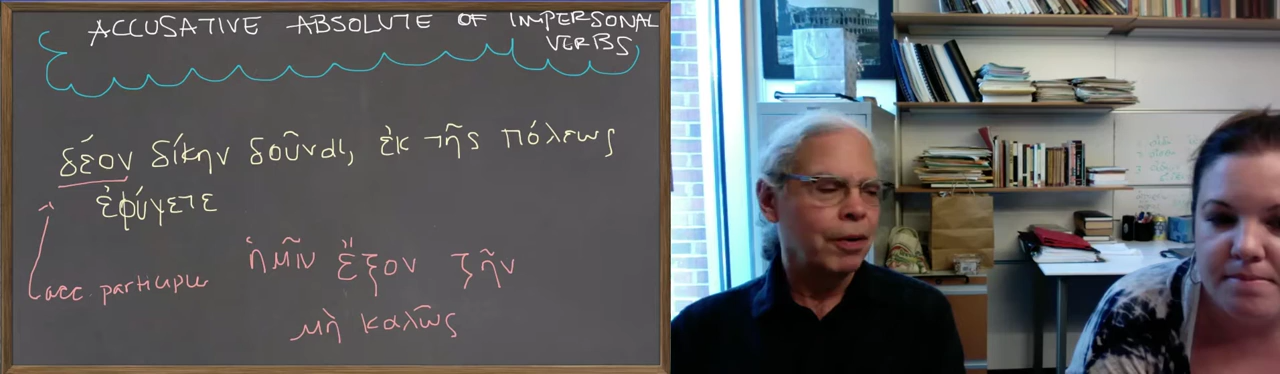 ACCUSATIVE ABSOLUTE OF IMPERSONAL
VERBS
δέον δίκην δοῦναι, ἐκ τῆς πόλεως
ἐφύγετε
ἡμῖν ἔξον ζῆν
acc. participle
μὴ καλῶς